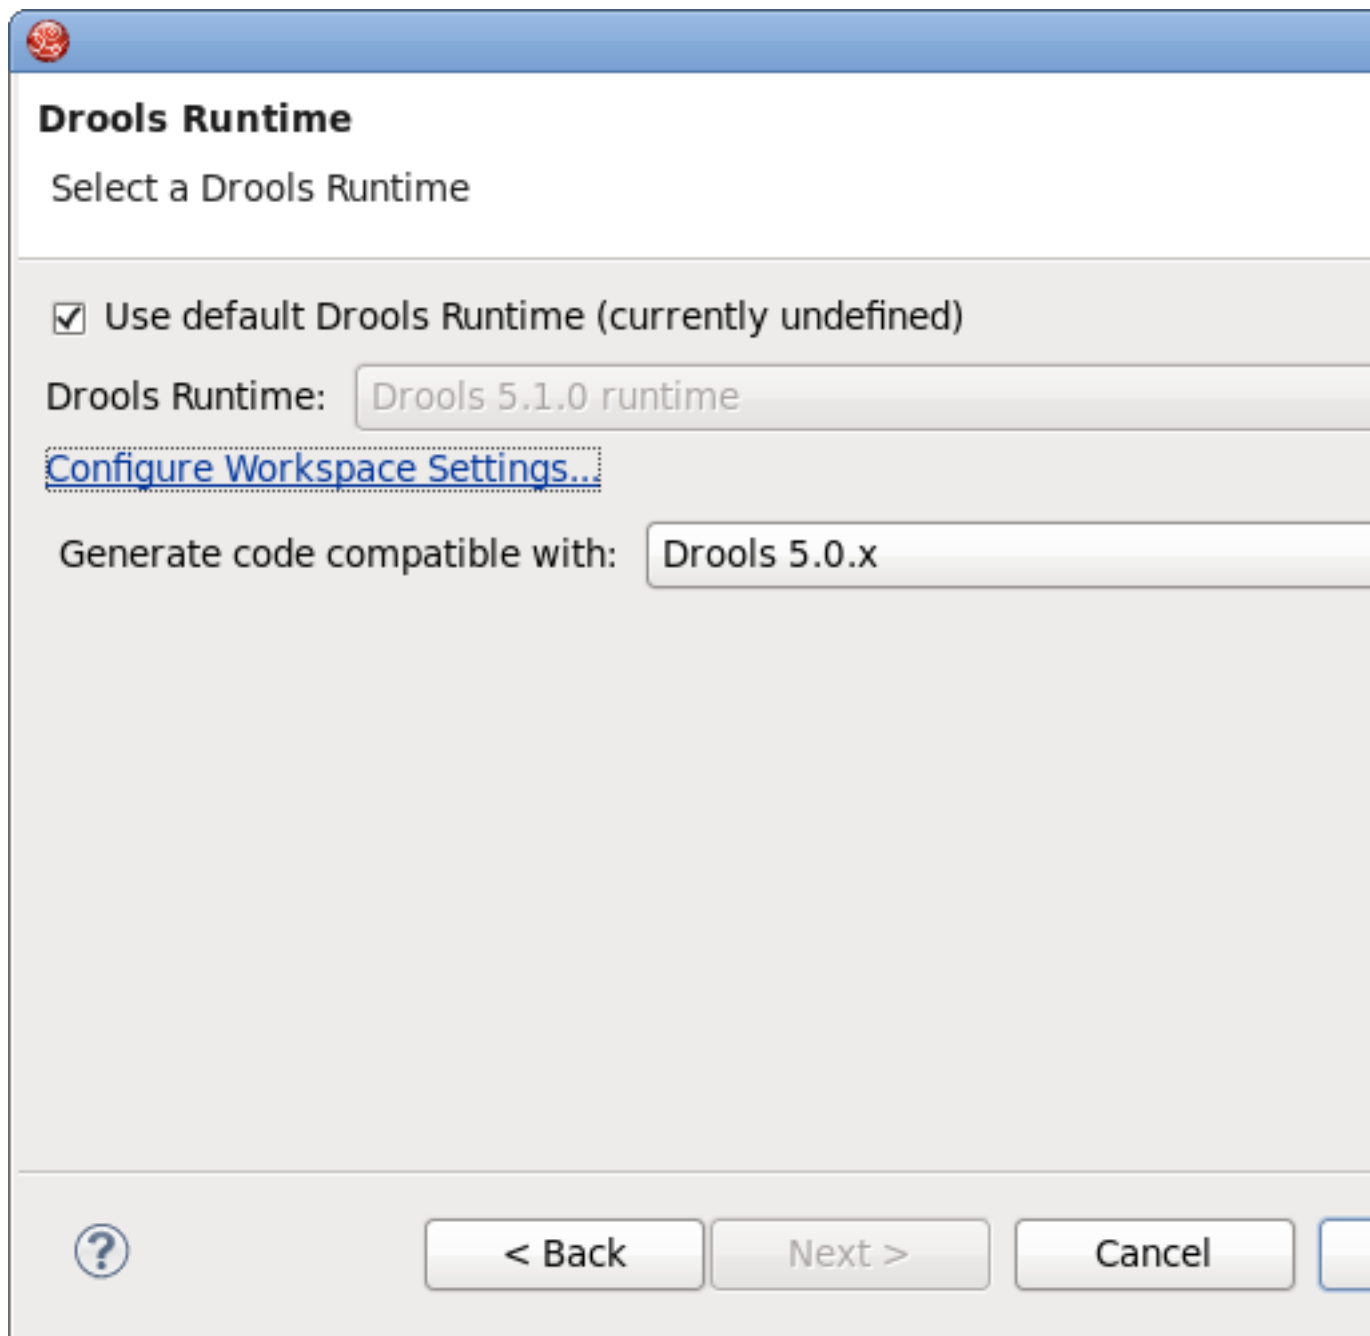 Drools Runtime
Select a Drools Runtime
Use default Drools Runtime (currently undefined)
Drools Runtime: Drools 5.1.0 runtime
Configure Workspace Settings...
Generate code compatible with: Drools 5.0.x
? < Back Next > Cancel